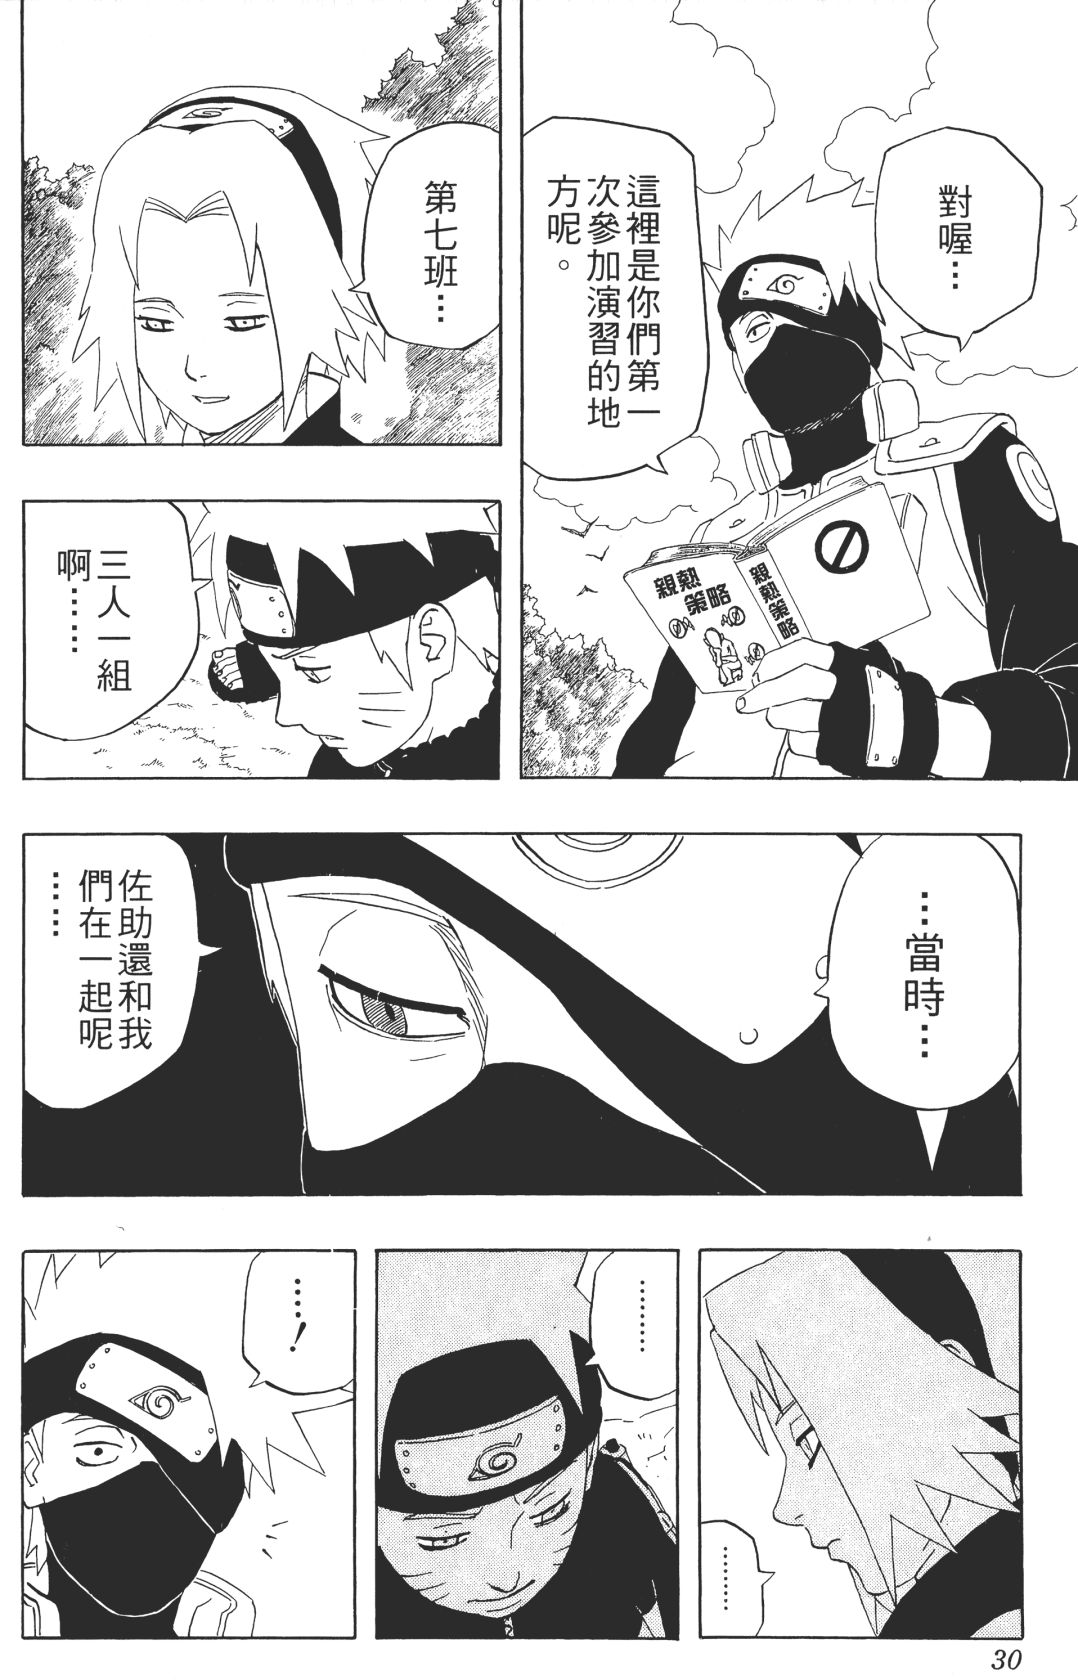 對喔…
這裡是你們第一
次參加演習的地
方呢。
親熱
策略
親熱策略
第七班…
三人一組
啊……
…當時…
佐助還和我
們在一起呢
……
……
……
…！
30